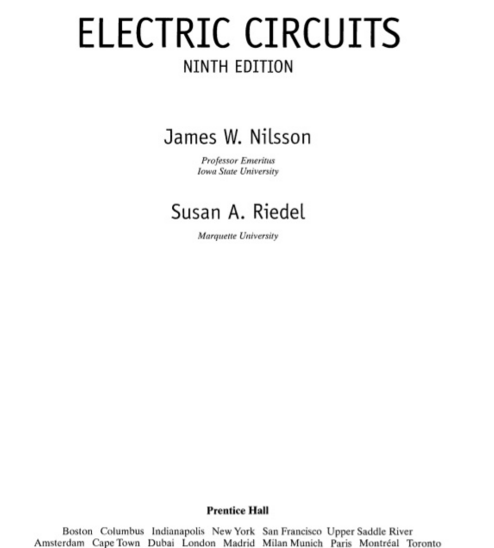 ELECTRIC CIRCUITS
NINTH EDITION
James W. Nilsson
Professor Emeritus
Iowa State University
Susan A. Riedel
Marquette University
Prentice Hall
Boston Columbus Indianapolis New York San Francisco Upper Saddle River
Amsterdam Cape Town Dubai London Madrid Milan Munich Paris Montréal Toronto